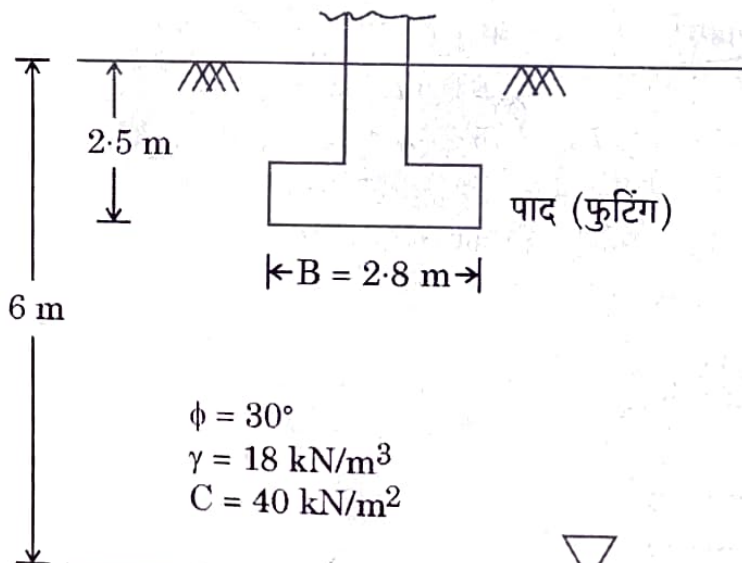 2·5 m
पाद (फुटिंग)
B = 2·8 m
6 m
ϕ = 30°
γ = 18 kN/m³
C = 40 kN/m²